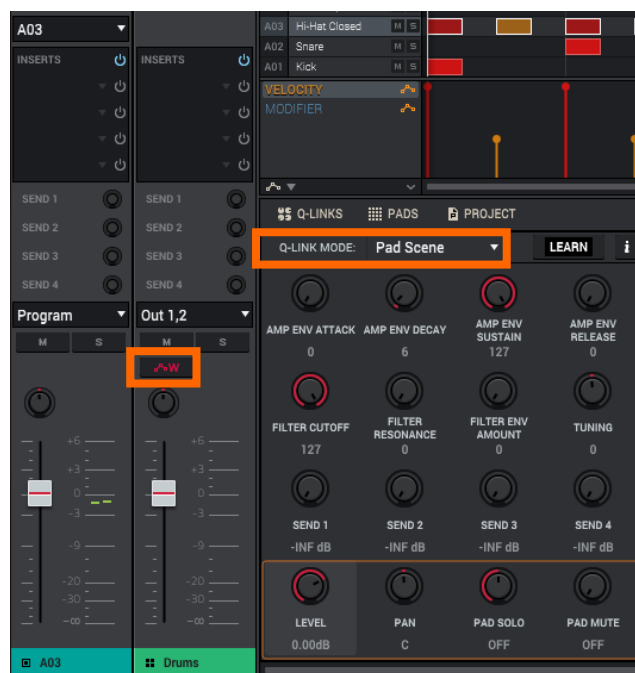 A03
INSERTS
SEND 1
SEND 2
SEND 3
SEND 4
Program
M S
+6
+3
0
-3
-9
-20
-30
-∞
A03
INSERTS
SEND 1
SEND 2
SEND 3
SEND 4
Out 1,2
M S
W
+6
+3
0
-3
-9
-20
-30
-∞
Drums
A03 Hi-Hat Closed M S
A02 Snare M S
A01 Kick M S
VELOCITY
MODIFIER
Q-LINKS PADS PROJECT
Q-LINK MODE: Pad Scene LEARN i
AMP ENV ATTACK AMP ENV DECAY AMP ENV SUSTAIN AMP ENV RELEASE
0 6 127 0
FILTER CUTOFF FILTER RESONANCE FILTER ENV AMOUNT TUNING
127 0 0 0
SEND 1 SEND 2 SEND 3 SEND 4
-INF dB -INF dB -INF dB -INF dB
LEVEL PAN PAD SOLO PAD MUTE
0.00dB C OFF OFF